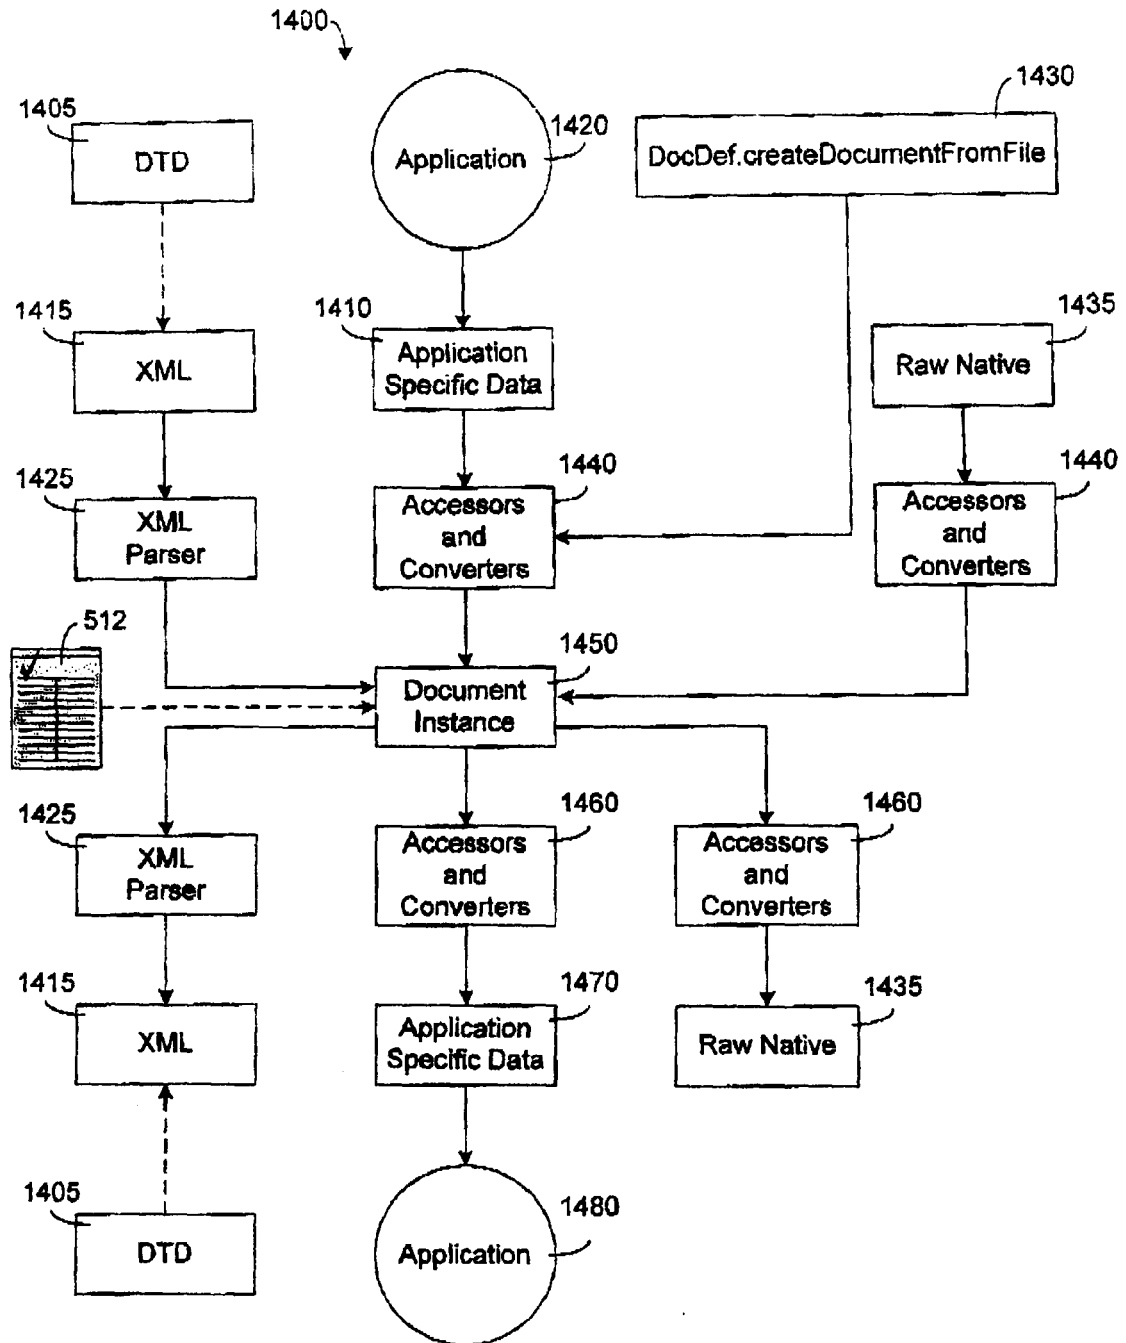 1400
1405
DTD
1420
Application
1430
DocDef.createDocumentFromFile
1415
XML
1410
Application
Specific Data
1435
Raw Native
1425
XML
Parser
1440
Accessors
and
Converters
1440
Accessors
and
Converters
512
1450
Document
Instance
1425
XML
Parser
1460
Accessors
and
Converters
1460
Accessors
and
Converters
1415
XML
1470
Application
Specific Data
1435
Raw Native
1405
DTD
1480
Application